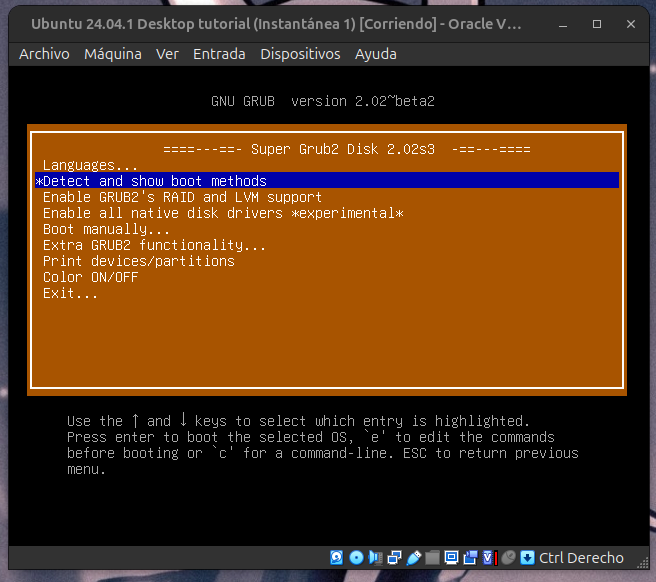 Ubuntu 24.04.1 Desktop tutorial (Instantánea 1) [Corriendo] - Oracle V...
Archivo Máquina Ver Entrada Dispositivos Ayuda
GNU GRUB version 2.02~beta2
====---==- Super Grub2 Disk 2.02s3 -==---====
Languages...
*Detect and show boot methods
Enable GRUB2's RAID and LVM support
Enable all native disk drivers *experimental*
Boot manually...
Extra GRUB2 functionality...
Print devices/partitions
Color ON/OFF
Exit...
Use the ↑ and ↓ keys to select which entry is highlighted.
Press enter to boot the selected OS, `e' to edit the commands
before booting or `c' for a command-line. ESC to return previous
menu.
Ctrl Derecho